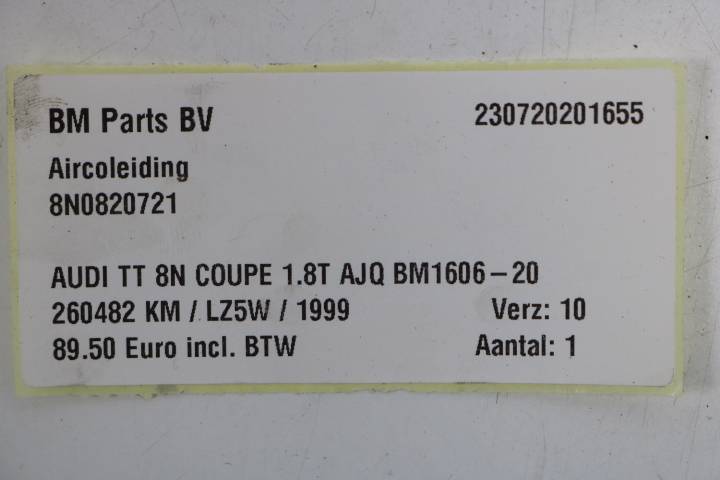 BM Parts BV 230720201655
Aircoleiding
8N0820721
AUDI TT 8N COUPE 1.8T AJQ BM1606-20
260482 KM / LZ5W / 1999 Verz: 10
89.50 Euro incl. BTW Aantal: 1